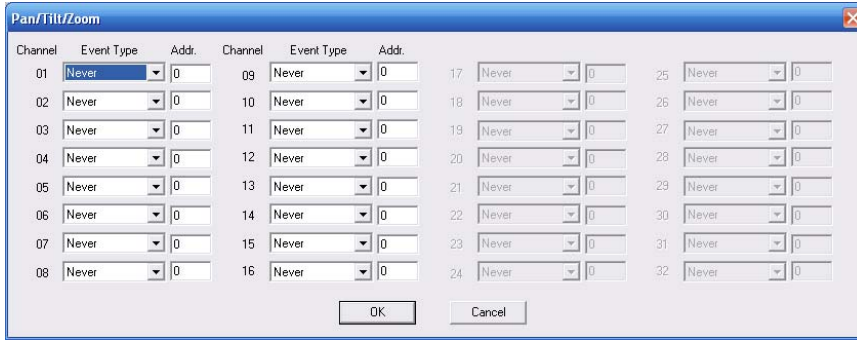 Pan/Tilt/Zoom
Channel Event Type Addr. Channel Event Type Addr.
01 Never 0 09 Never 0 17 Never 0 25 Never 0
02 Never 0 10 Never 0 18 Never 0 26 Never 0
03 Never 0 11 Never 0 19 Never 0 27 Never 0
04 Never 0 12 Never 0 20 Never 0 28 Never 0
05 Never 0 13 Never 0 21 Never 0 29 Never 0
06 Never 0 14 Never 0 22 Never 0 30 Never 0
07 Never 0 15 Never 0 23 Never 0 31 Never 0
08 Never 0 16 Never 0 24 Never 0 32 Never 0
OK Cancel